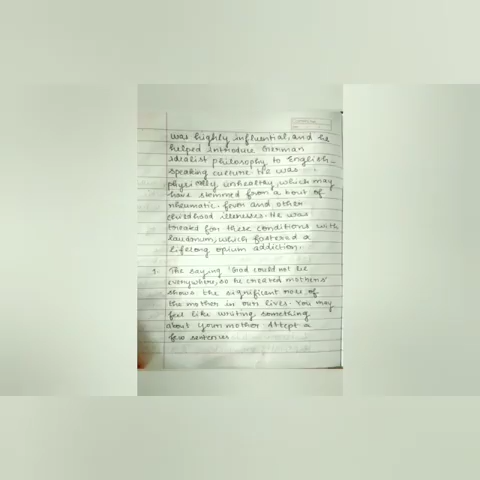 was highly influential, and he
helped introduce German
idealist philosophy to English-
speaking culture. He was
physically unhealthy, which may
have stemmed from a bout of
rheumatic fever and other
childhood illnesses. He was
treated for these conditions with
laudanum, which fostered a
lifelong opium addiction.
1. The saying 'God could not be
everywhere, so he created mothers'
shows the significant role, of
the mother in our lives. You may
feel like writing something
about your mother. Attept a
few sentences